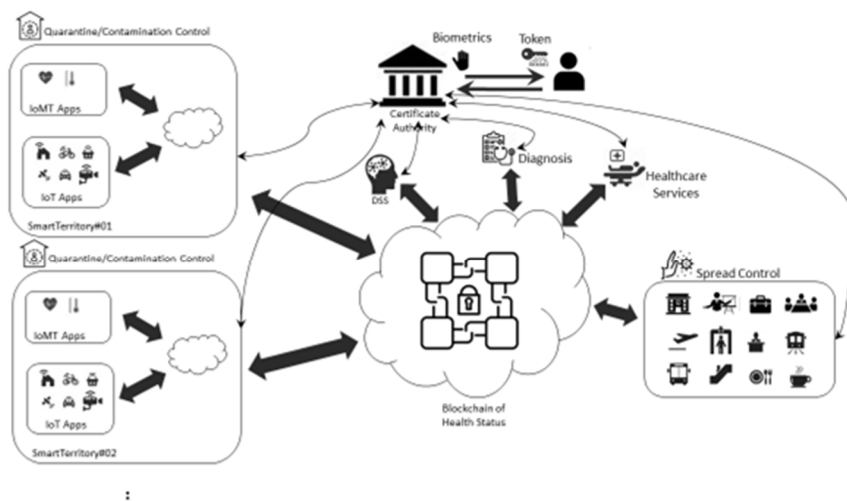 Quarantine/Contamination Control
IoMT Apps
IoT Apps
SmartTerritory#01
Quarantine/Contamination Control
IoMT Apps
IoT Apps
SmartTerritory#02
Biometrics
Token
Certificate
Authority
DSS
Diagnosis
Healthcare
Services
Spread Control
Blockchain of
Health Status